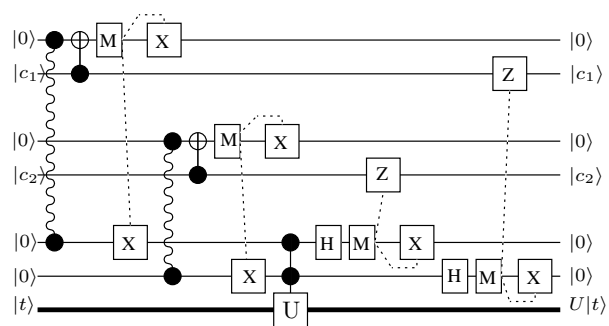 |0⟩ M X |0⟩
|c₁⟩ Z |c₁⟩
|0⟩ M X |0⟩
|c₂⟩ Z |c₂⟩
|0⟩ X H M X |0⟩
|0⟩ X H M X |0⟩
|t⟩ U U|t⟩